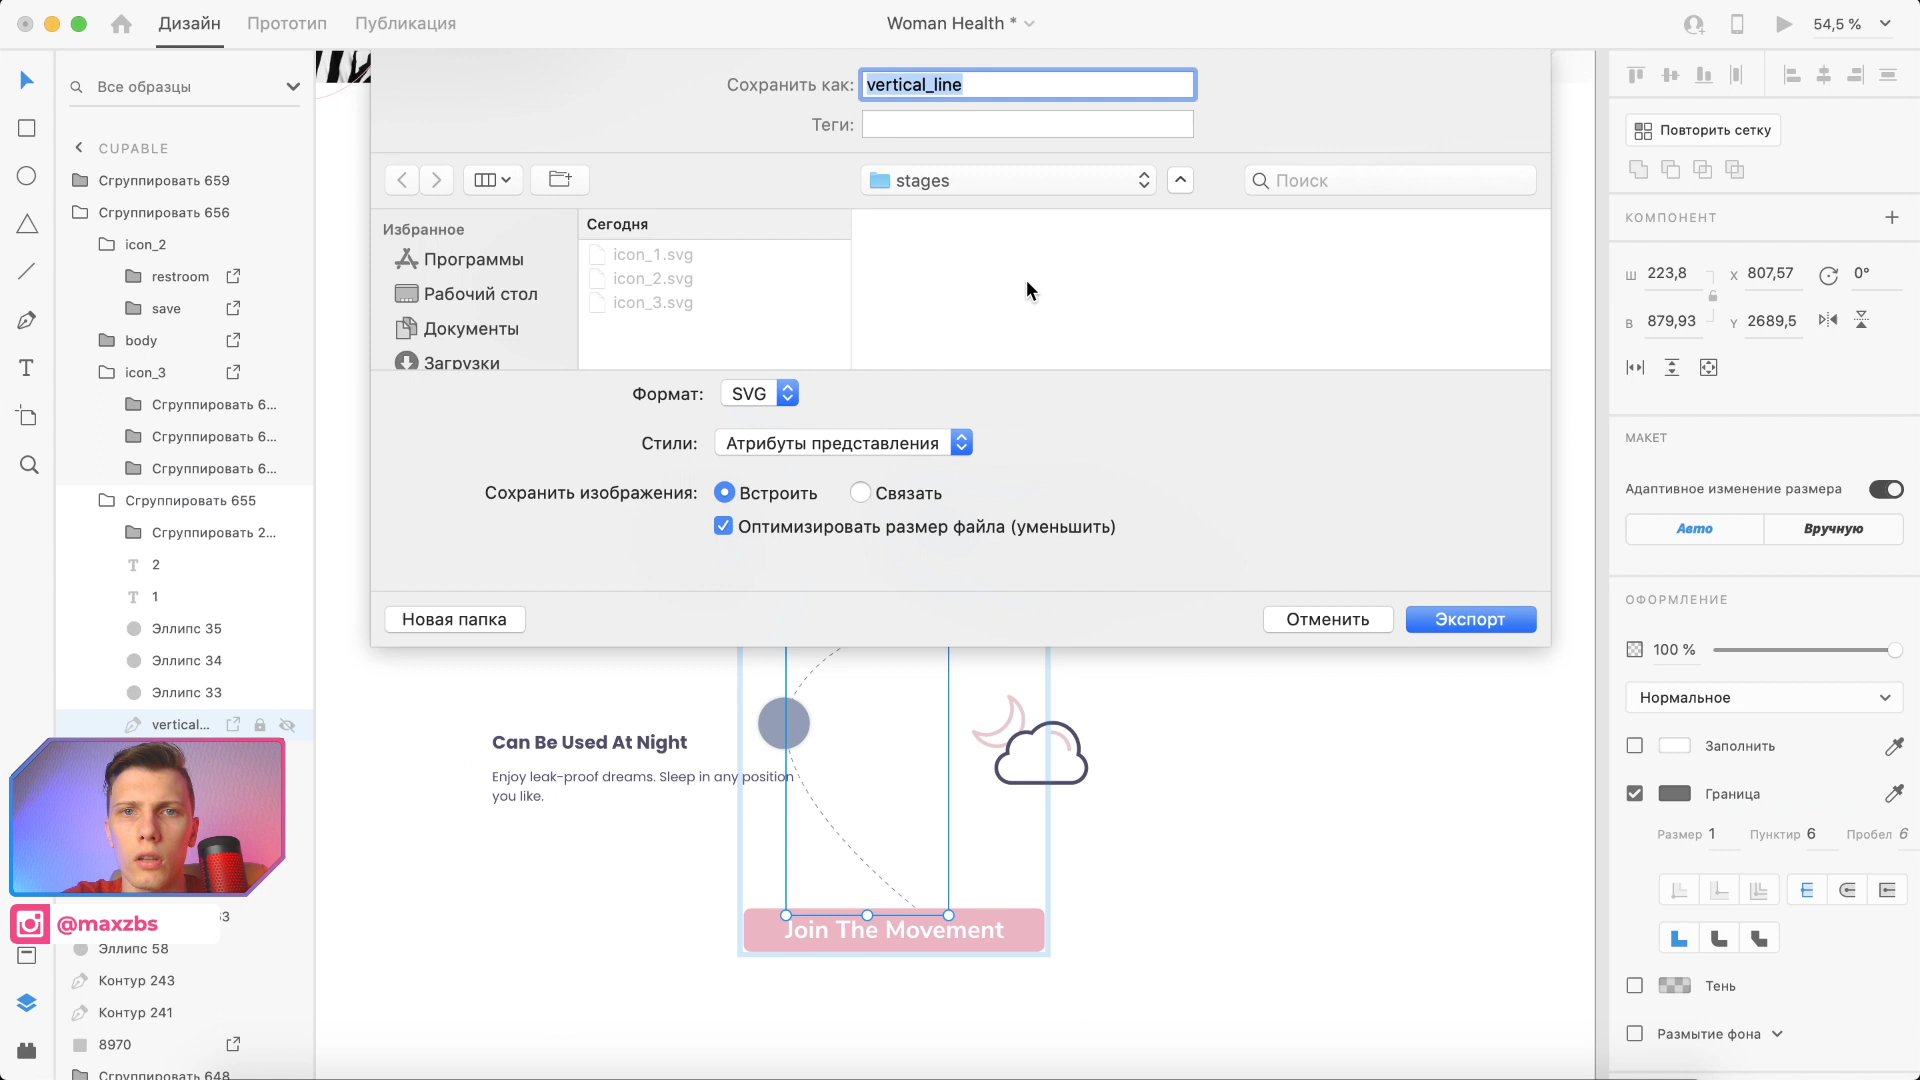 Дизайн
Прототип
Публикация
Woman Health *
54,5 %
Все образцы
CUPABLE
Сгруппировать 659
Сгруппировать 656
icon_2
restroom
save
body
icon_3
Сгруппировать 6...
Сгруппировать 6...
Сгруппировать 6...
Сгруппировать 655
Сгруппировать 2...
2
1
Эллипс 35
Эллипс 34
Эллипс 33
vertical...
@maxzbs
Эллипс 58
Контур 243
Контур 241
8970
Сгруппировать 648
Сохранить как: vertical_line
Теги:
stages
Поиск
Избранное
Программы
Рабочий стол
Документы
Загрузки
Сегодня
icon_1.svg
icon_2.svg
icon_3.svg
Формат: SVG
Стили: Атрибуты представления
Сохранить изображения: Встроить Связать
Оптимизировать размер файла (уменьшить)
Новая папка
Отменить
Экспорт
Can Be Used At Night
Enjoy leak-proof dreams. Sleep in any position
you like.
Join The Movement
Повторить сетку
КОМПОНЕНТ
Ш 223,8 X 807,57 0°
В 879,93 Y 2689,5
МАКЕТ
Адаптивное изменение размера
Авто Вручную
ОФОРМЛЕНИЕ
100 %
Нормальное
Заполнить
Граница
Размер 1 Пунктир 6 Пробел 6
Тень
Размытие фона